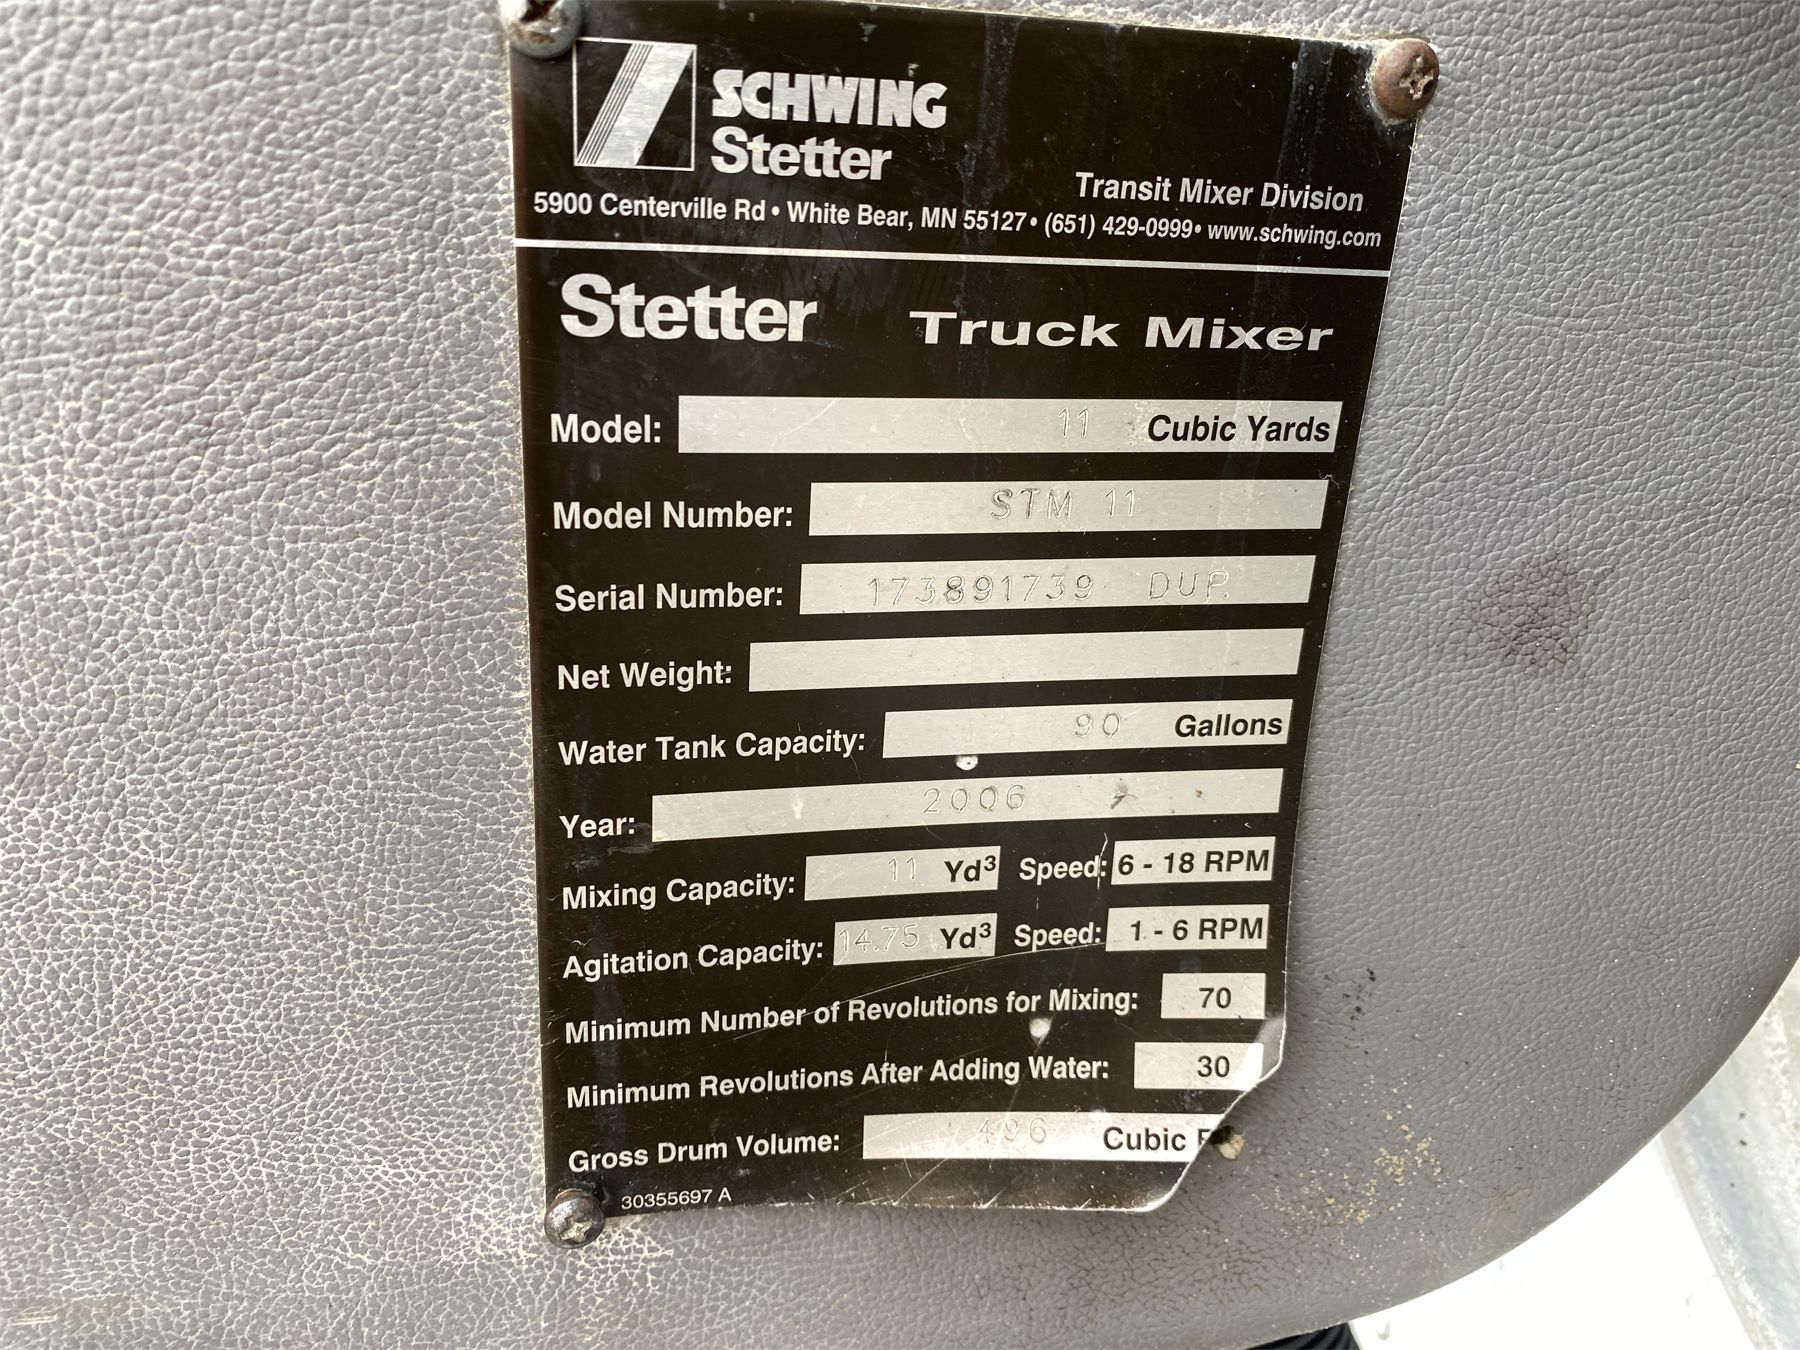 SCHWING
Stetter
Transit Mixer Division
5900 Centerville Rd • White Bear, MN 55127 • (651) 429-0999 • www.schwing.com
Stetter Truck Mixer
Model: 11 Cubic Yards
Model Number: STM 11
Serial Number: 173891739 DUP.
Net Weight:
Water Tank Capacity: 90 Gallons
Year: 2006
Mixing Capacity: 11 Yd³ Speed: 6 - 18 RPM
Agitation Capacity: 14.75 Yd³ Speed: 1 - 6 RPM
Minimum Number of Revolutions for Mixing: 70
Minimum Revolutions After Adding Water: 30
Gross Drum Volume: 496 Cubic
30355697 A